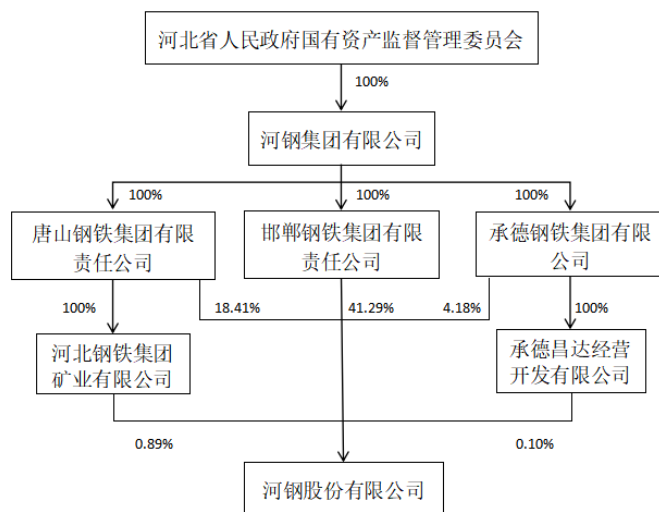 河北省人民政府国有资产监督管理委员会
100%
河钢集团有限公司
100%
100%
100%
唐山钢铁集团有限
责任公司
邯郸钢铁集团有限
责任公司
承德钢铁集团有限
公司
100%
18.41%
41.29%
4.18%
100%
河北钢铁集团
矿业有限公司
承德昌达经营
开发有限公司
0.89%
0.10%
河钢股份有限公司